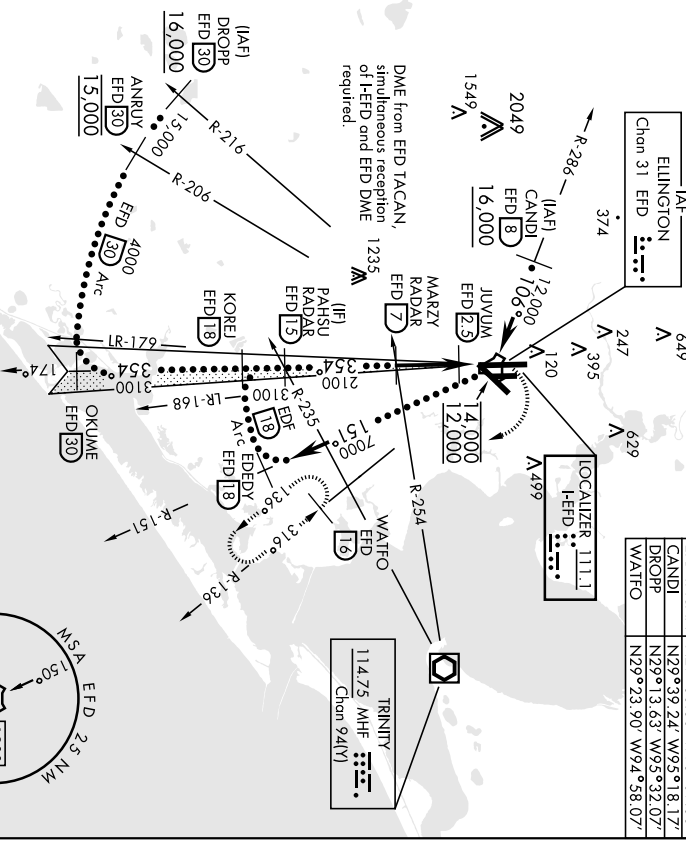 IAF
ELLINGTON
Chan 31 EFD
649
247
395
374
120
629
499
LOCALIZER 111.1
I-EFD
CANDI N29°39.24' W95°18.17'
DROPP N29°13.63' W95°32.07'
WATFO N29°23.90' W94°58.07'
2049
1549
R-286
(IAF)
CANDI
EFD 8
16,000
12,000
106°
DME from EFD TACAN,
simultaneous reception
of I-EFD and EFD DME
required.
1235
JUVUM
EFD 2.5
MARZY
RADAR
EFD 7
(IF)
PAHSU
RADAR
EFD 15
KOREJ
EFD 18
14,000
12,000
(IAF)
DROPP
EFD 30
16,000
ANRUY
EFD 30
15,000
15,000
R-216
R-206
EFD 30 Arc
4000
LR-179
354°
3100
174°
OKUME
EFD 30
LR-168
3100
354°
2100
R-235
EDF 18 Arc
EDEDY
EFD 18
151°
7000
R-254
136°
316°
R-136
R-151
WATFO
EFD
16
TRINITY
114.75 MHF
Chan 94(Y)
MSA EFD 25 NM
150°